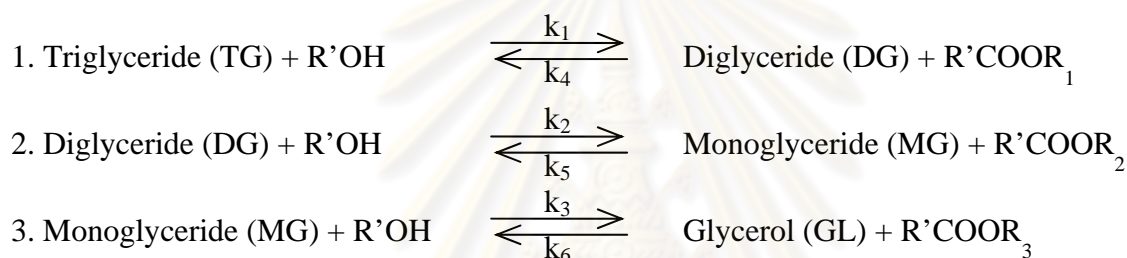 1. Triglyceride (TG) + R’OH k₁ k₄ Diglyceride (DG) + R’COOR₁
2. Diglyceride (DG) + R’OH k₂ k₅ Monoglyceride (MG) + R’COOR₂
3. Monoglyceride (MG) + R’OH k₃ k₆ Glycerol (GL) + R’COOR₃